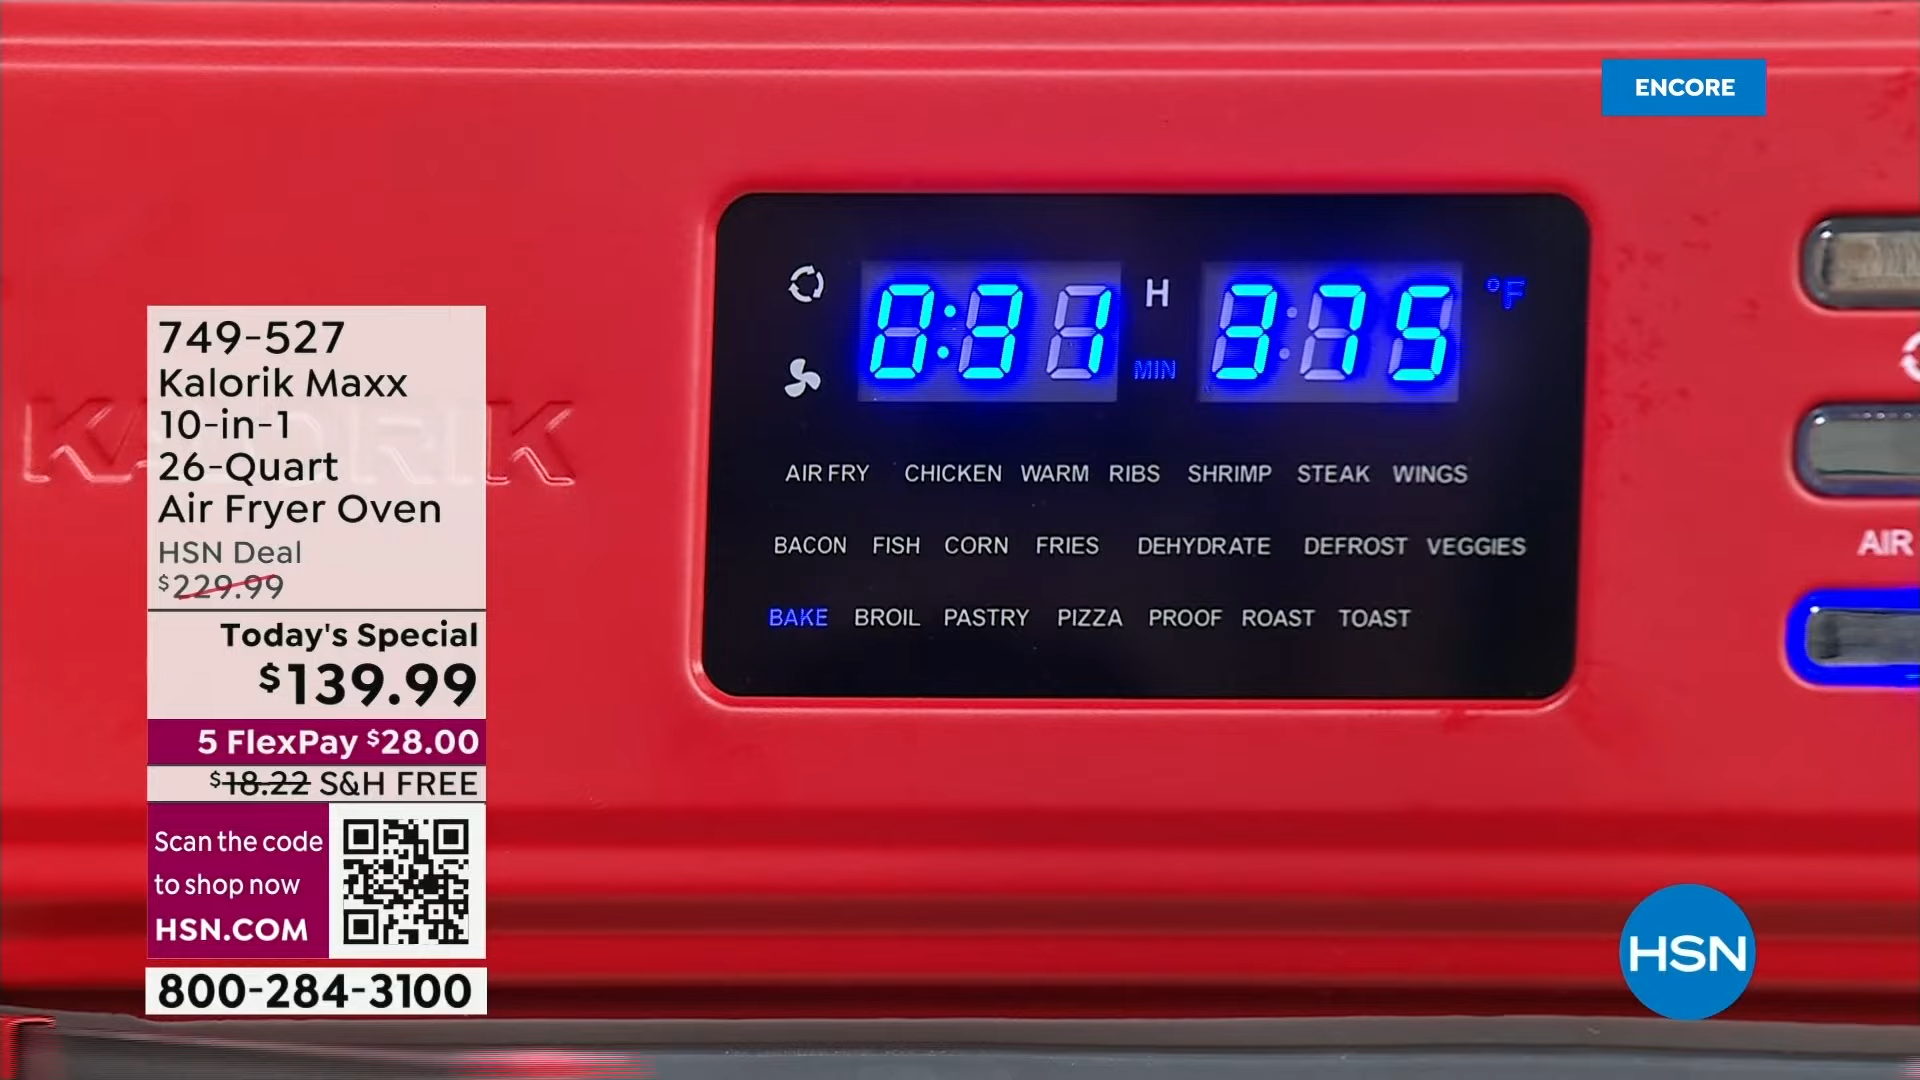 ENCORE
749-527
Kalorik Maxx
10-in-1
26-Quart
Air Fryer Oven
HSN Deal
$229.99
Today's Special
$139.99
5 FlexPay $28.00
$18.22 S&H FREE
Scan the code
to shop now
HSN.COM
800-284-3100
KALORIK
0:31 H MIN 375 °F
AIR FRY CHICKEN WARM RIBS SHRIMP STEAK WINGS
BACON FISH CORN FRIES DEHYDRATE DEFROST VEGGIES
BAKE BROIL PASTRY PIZZA PROOF ROAST TOAST
AIR
HSN